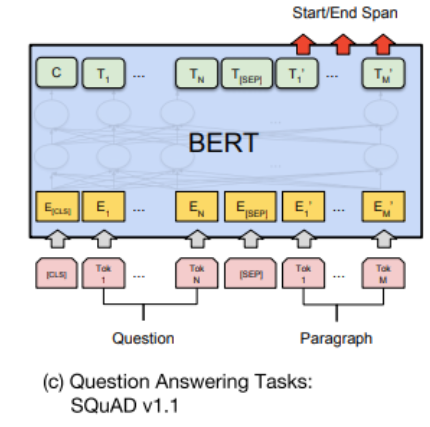 Start/End Span
C T1 ... TN T[SEP] T1' ... TM'
BERT
E[CLS] E1 ... EN E[SEP] E1' ... EM'
[CLS] Tok 1 ... Tok N [SEP] Tok 1 ... Tok M
Question Paragraph
(c) Question Answering Tasks:
SQuAD v1.1